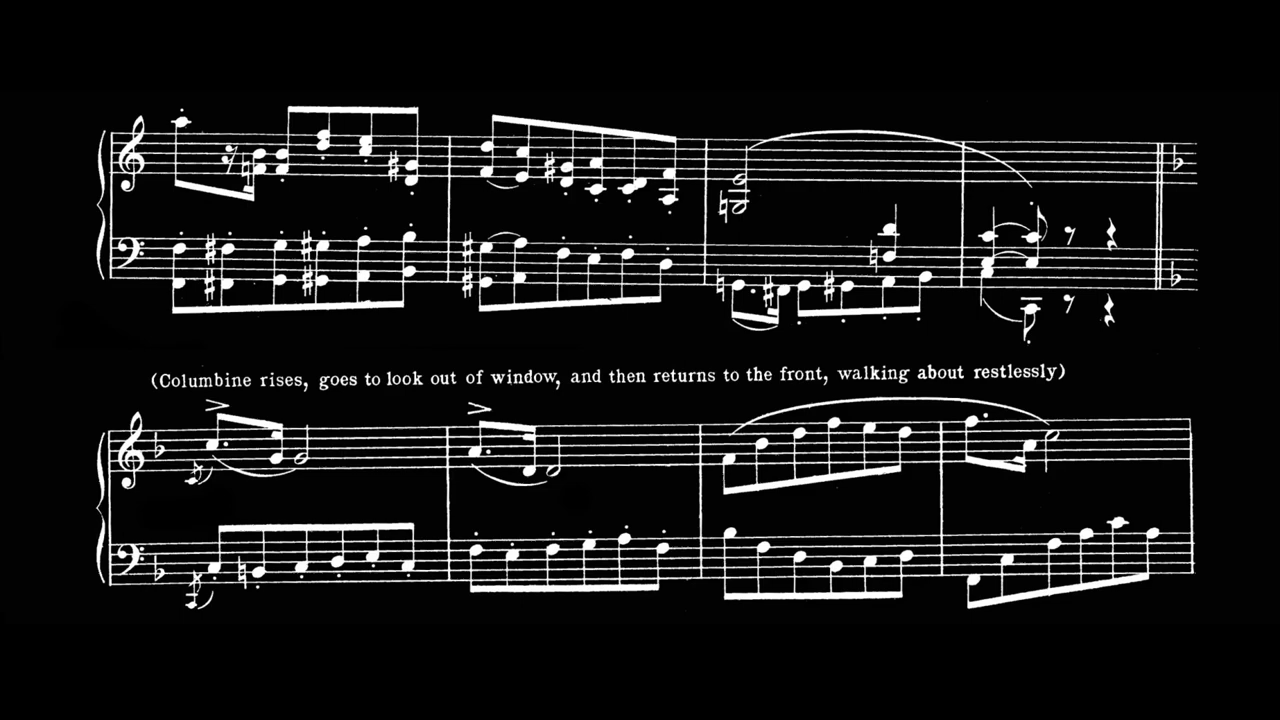 (Columbine rises, goes to look out of window, and then returns to the front, walking about restlessly)